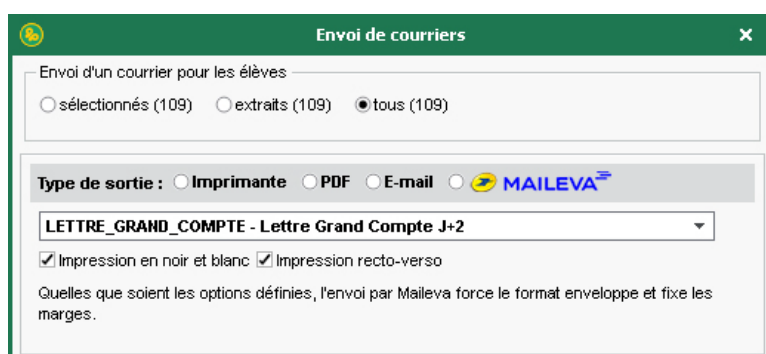 Envoi de courriers
Envoi d'un courrier pour les élèves
sélectionnés (109) extraits (109) tous (109)
Type de sortie : Imprimante PDF E-mail MAILEVA
LETTRE_GRAND_COMPTE - Lettre Grand Compte J+2
Impression en noir et blanc Impression recto-verso
Quelles que soient les options définies, l'envoi par Maileva force le format enveloppe et fixe les
marges.